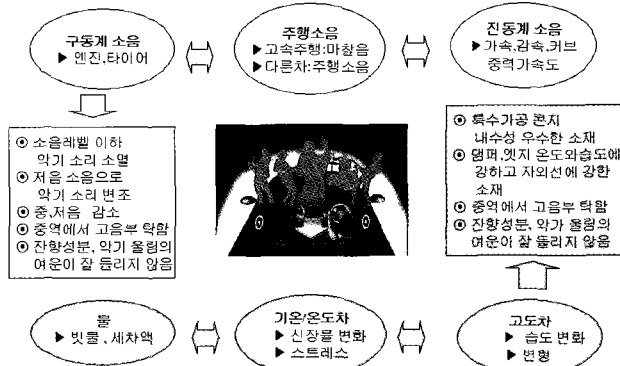 구동계 소음
▶ 엔진,타이어
주행소음
▶ 고속주행:마찰음
▶ 다른차:주행소음
진동계 소음
▶ 가속,감속,커브
중력가속도
⊙ 소음레벨 이하
악기 소리 소멸
⊙ 저음 소음으로
악기 소리 변조
⊙ 중,저음 감소
⊙ 중역에서 고음부 탁함
⊙ 잔향성분, 악기 울림의
여운이 잘 들리지 않음
⊙ 특수가공 콘지
내수성 우수한 소재
⊙ 댐퍼,엣지 온도와습도에
강하고 자외선에 강한
소재
⊙ 중역에서 고음부 탁함
⊙ 잔향성분, 악기 울림의
여운이 잘 들리지 않음
물
▶ 빗물 , 세차액
기온/온도차
▶ 신장률 변화
▶ 스트레스
고도차
▶ 습도 변화
▶ 변형